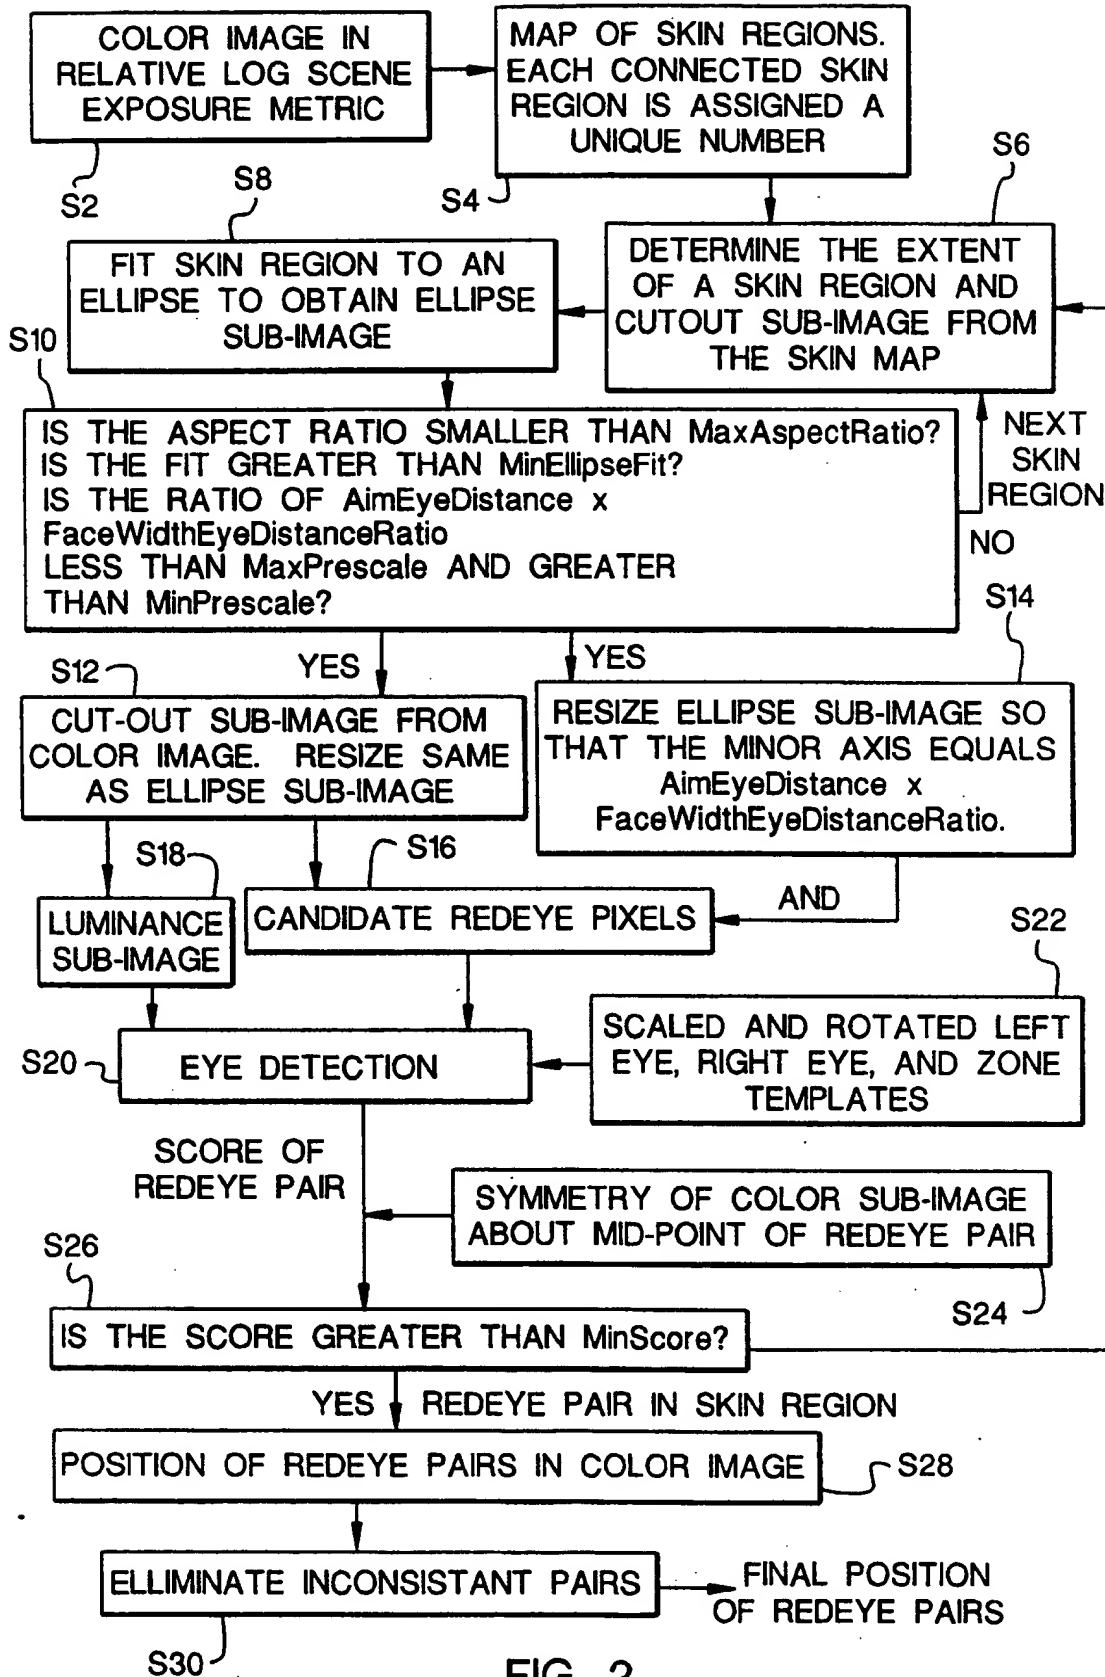 COLOR IMAGE IN
RELATIVE LOG SCENE
EXPOSURE METRIC
S2
MAP OF SKIN REGIONS.
EACH CONNECTED SKIN
REGION IS ASSIGNED A
UNIQUE NUMBER
S4
S6
DETERMINE THE EXTENT
OF A SKIN REGION AND
CUTOUT SUB-IMAGE FROM
THE SKIN MAP
S8
FIT SKIN REGION TO AN
ELLIPSE TO OBTAIN ELLIPSE
SUB-IMAGE
S10
IS THE ASPECT RATIO SMALLER THAN MaxAspectRatio?
IS THE FIT GREATER THAN MinEllipseFit?
IS THE RATIO OF AimEyeDistance x
FaceWidthEyeDistanceRatio
LESS THAN MaxPrescale AND GREATER
THAN MinPrescale?
NEXT
SKIN
REGION
NO
YES
YES
S12
CUT-OUT SUB-IMAGE FROM
COLOR IMAGE. RESIZE SAME
AS ELLIPSE SUB-IMAGE
S14
RESIZE ELLIPSE SUB-IMAGE SO
THAT THE MINOR AXIS EQUALS
AimEyeDistance x
FaceWidthEyeDistanceRatio.
S18
LUMINANCE
SUB-IMAGE
S16
CANDIDATE REDEYE PIXELS
AND
S22
SCALED AND ROTATED LEFT
EYE, RIGHT EYE, AND ZONE
TEMPLATES
S20
EYE DETECTION
SCORE OF
REDEYE PAIR
SYMMETRY OF COLOR SUB-IMAGE
ABOUT MID-POINT OF REDEYE PAIR
S24
S26
IS THE SCORE GREATER THAN MinScore?
YES REDEYE PAIR IN SKIN REGION
POSITION OF REDEYE PAIRS IN COLOR IMAGE
S28
ELLIMINATE INCONSISTANT PAIRS
S30
FINAL POSITION
OF REDEYE PAIRS
FIG. 2